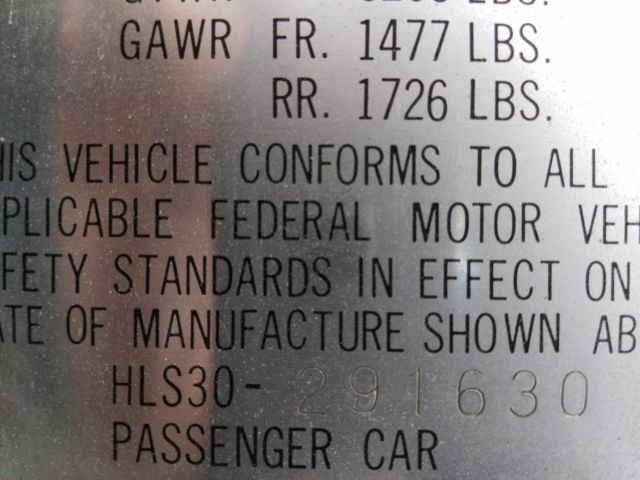 GAWR FR. 1477 LBS.
RR. 1726 LBS.
HIS VEHICLE CONFORMS TO ALL
PLICABLE FEDERAL MOTOR VEH
FETY STANDARDS IN EFFECT ON
ATE OF MANUFACTURE SHOWN AB
HLS30-291630
PASSENGER CAR